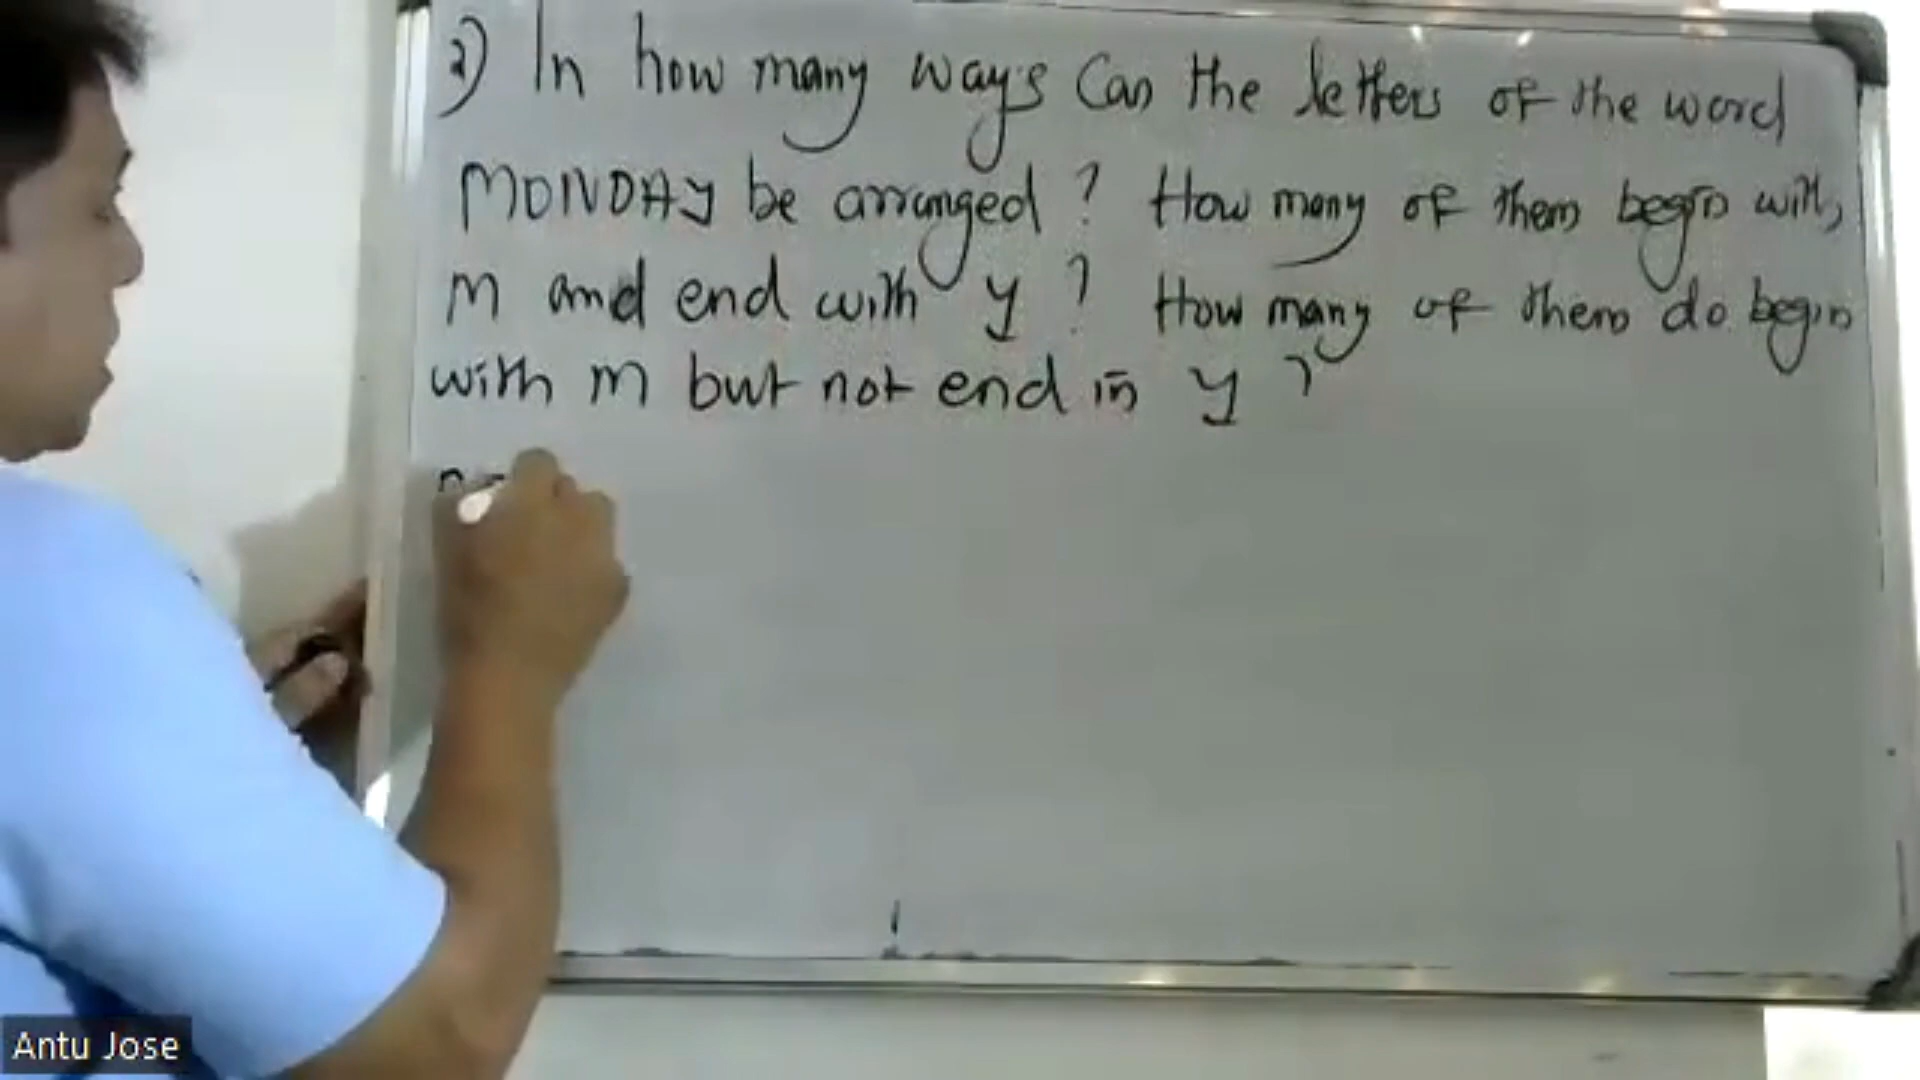 2) In how many ways can the letters of the word
MONDAY be arranged ? How many of them begin with
M and end with y ? How many of them do begin
with m but not end in y ?
Antu Jose